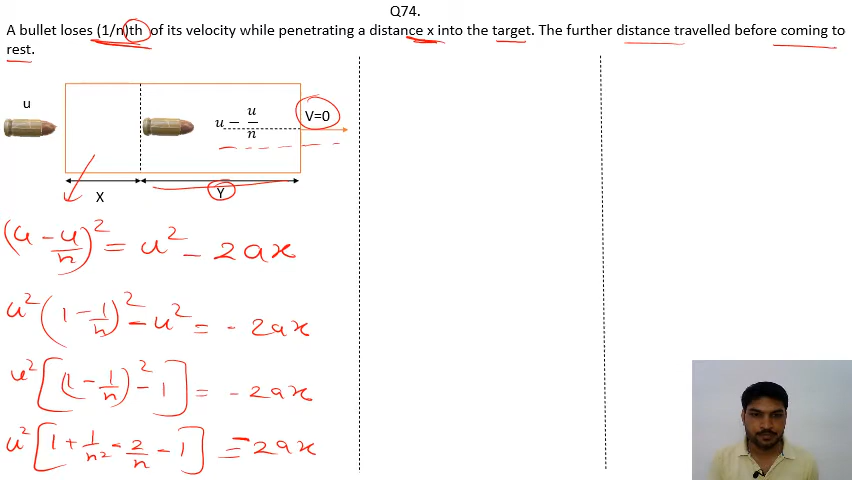 Q74.
A bullet loses (1/n)th of its velocity while penetrating a distance x into the target. The further distance travelled before coming to
rest.
u
u − u/n
V=0
X
Y
(u - u/n)² = u² - 2ax
u²(1 - 1/n)² - u² = - 2ax
u²[(1 - 1/n)² - 1] = - 2ax
u²[1 + 1/n² - 2/n - 1] = -2ax